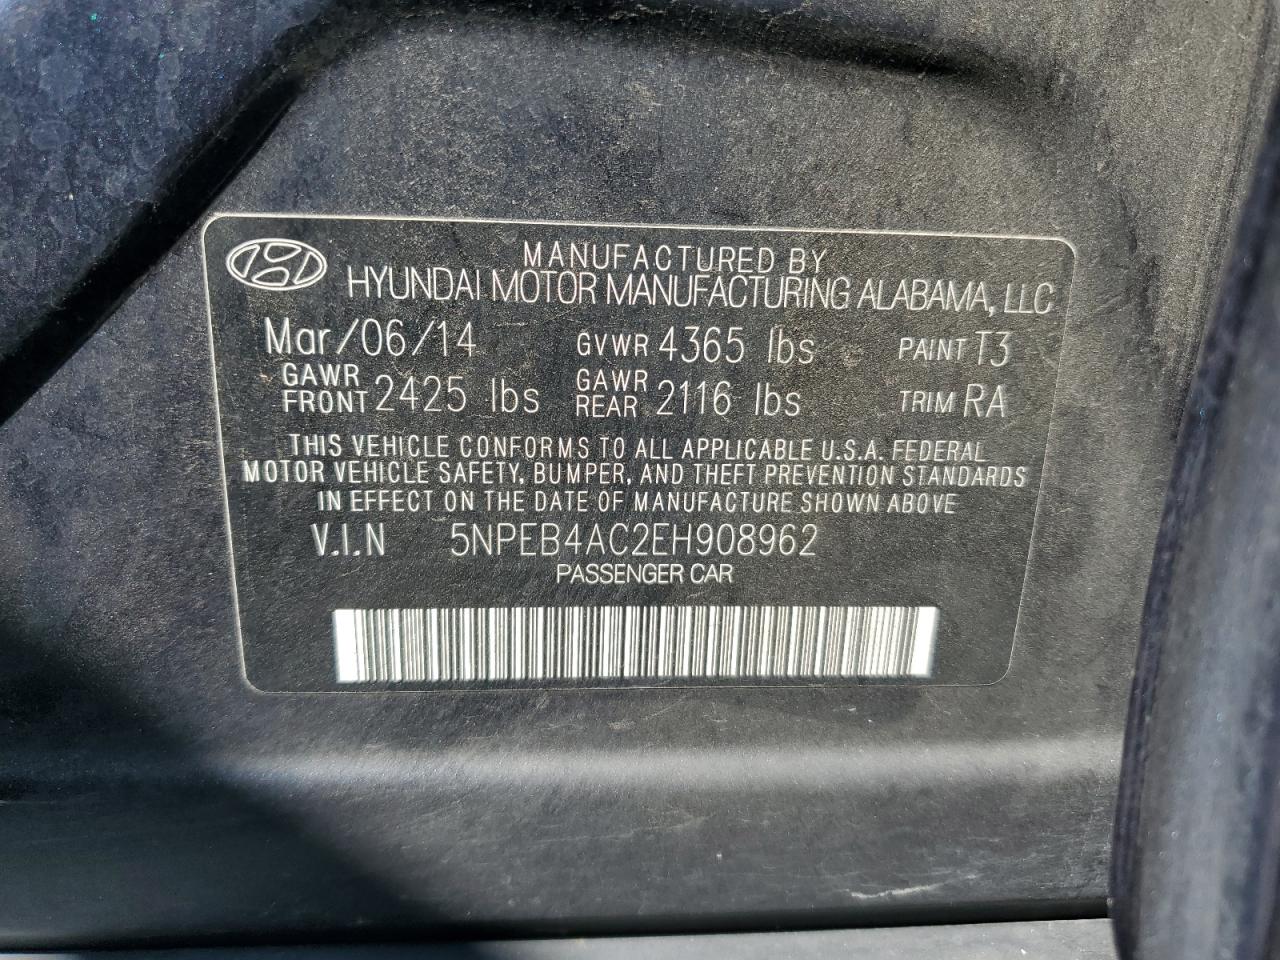 MANUFACTURED BY
HYUNDAI MOTOR MANUFACTURING ALABAMA, LLC
Mar/06/14 GVWR 4365 lbs PAINT T3
GAWR FRONT 2425 lbs GAWR REAR 2116 lbs TRIM RA
THIS VEHICLE CONFORMS TO ALL APPLICABLE U.S.A. FEDERAL
MOTOR VEHICLE SAFETY, BUMPER, AND THEFT PREVENTION STANDARDS
IN EFFECT ON THE DATE OF MANUFACTURE SHOWN ABOVE
V.I.N 5NPEB4AC2EH908962
PASSENGER CAR